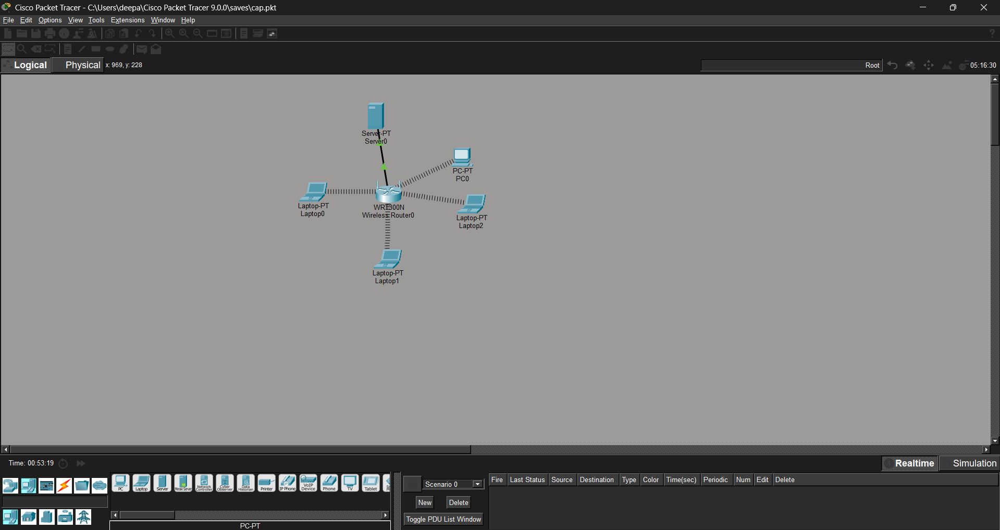 Cisco Packet Tracer - C:\Users\deepa\Cisco Packet Tracer 9.0.0\saves\cap.pkt
File Edit Options View Tools Extensions Window Help
Logical Physical x: 969, y: 228 Root 05:16:30
Server-PT
Server0
PC-PT
PC0
Laptop-PT
Laptop0
WRT300N
Wireless Router0
Laptop-PT
Laptop2
Laptop-PT
Laptop1
Time: 00:53:19 Realtime Simulation
PC Laptop Server Meraki Server Network Controller Cyber Observer Data Historian Printer IP Phone VoIP Device Phone TV Tablet
PC-PT
Scenario 0
New Delete
Toggle PDU List Window
Fire Last Status Source Destination Type Color Time(sec) Periodic Num Edit Delete